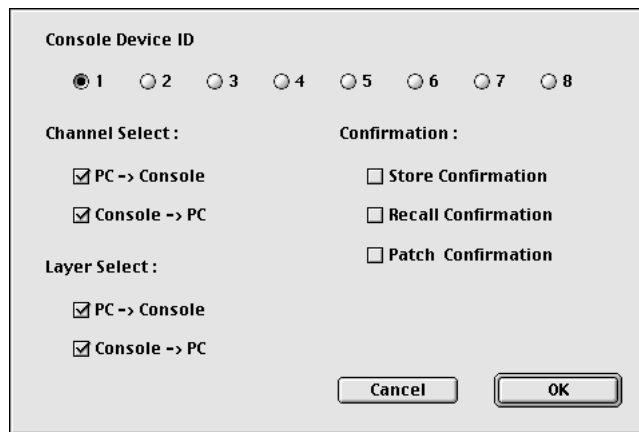 Console Device ID
1 2 3 4 5 6 7 8
Channel Select :
PC -> Console
Console -> PC
Layer Select :
PC -> Console
Console -> PC
Confirmation :
Store Confirmation
Recall Confirmation
Patch Confirmation
Cancel OK